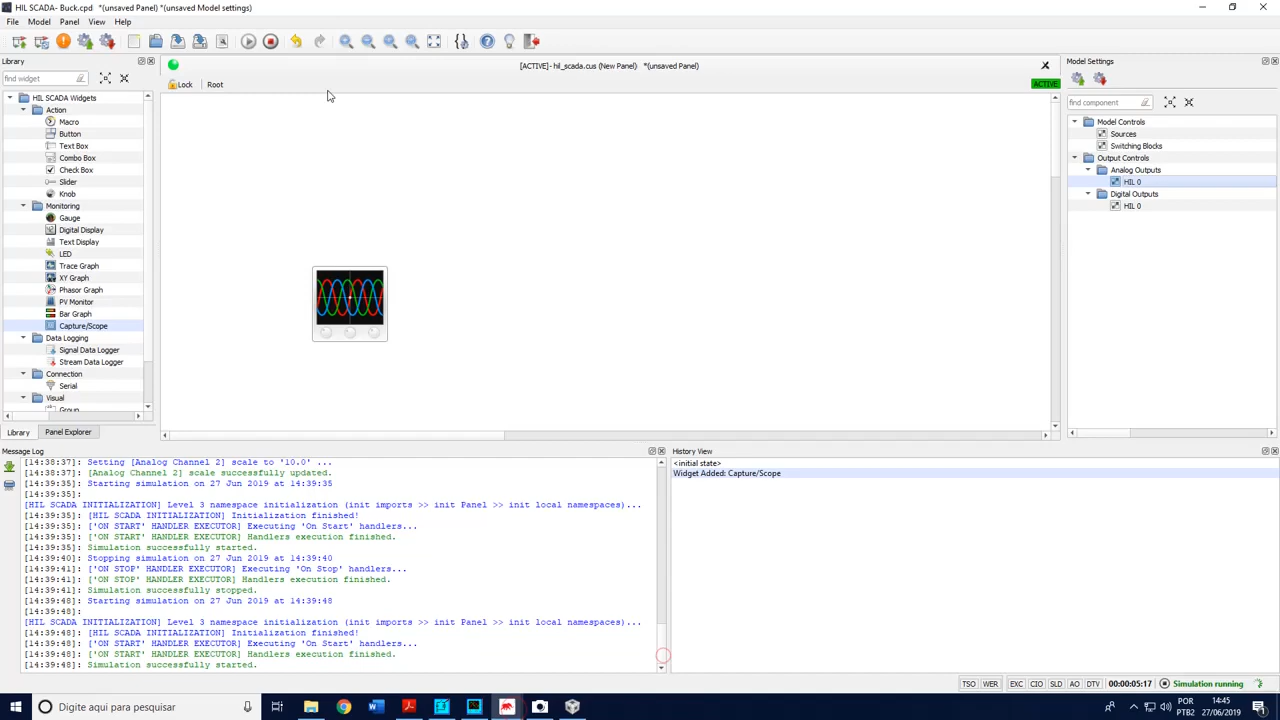 HIL SCADA- Buck.cpd *(unsaved Panel) *(unsaved Model settings)
File Model Panel View Help
Library
find widget
HIL SCADA Widgets
Action
Macro
Button
Text Box
Combo Box
Check Box
Slider
Knob
Monitoring
Gauge
Digital Display
Text Display
LED
Trace Graph
XY Graph
Phasor Graph
PV Monitor
Bar Graph
Capture/Scope
Data Logging
Signal Data Logger
Stream Data Logger
Connection
Serial
Visual
Group
Library Panel Explorer
[ACTIVE]- hil_scada.cus (New Panel) *(unsaved Panel)
Lock Root
ACTIVE
Model Settings
find component
Model Controls
Sources
Switching Blocks
Output Controls
Analog Outputs
HIL 0
Digital Outputs
HIL 0
Message Log
[14:38:37]: Setting [Analog Channel 2] scale to '10.0' ...
[14:38:37]: [Analog Channel 2] scale successfully updated.
[14:39:35]: Starting simulation on 27 Jun 2019 at 14:39:35
[14:39:35]:
[HIL SCADA INITIALIZATION] Level 3 namespace initialization (init imports >> init Panel >> init local namespaces)...
[14:39:35]: [HIL SCADA INITIALIZATION] Initialization finished!
[14:39:35]: ['ON START' HANDLER EXECUTOR] Executing 'On Start' handlers...
[14:39:35]: ['ON START' HANDLER EXECUTOR] Handlers execution finished.
[14:39:35]: Simulation successfully started.
[14:39:40]: Stopping simulation on 27 Jun 2019 at 14:39:40
[14:39:41]: ['ON STOP' HANDLER EXECUTOR] Executing 'On Stop' handlers...
[14:39:41]: ['ON STOP' HANDLER EXECUTOR] Handlers execution finished.
[14:39:41]: Simulation successfully stopped.
[14:39:48]: Starting simulation on 27 Jun 2019 at 14:39:48
[14:39:48]:
[HIL SCADA INITIALIZATION] Level 3 namespace initialization (init imports >> init Panel >> init local namespaces)...
[14:39:48]: [HIL SCADA INITIALIZATION] Initialization finished!
[14:39:48]: ['ON START' HANDLER EXECUTOR] Executing 'On Start' handlers...
[14:39:48]: ['ON START' HANDLER EXECUTOR] Handlers execution finished.
[14:39:48]: Simulation successfully started.
History View
<initial state>
Widget Added: Capture/Scope
TSO WER EXC CIO SLD AO DTV 00:00:05:17 Simulation running
Digite aqui para pesquisar
POR
PTB2
14:45
27/06/2019